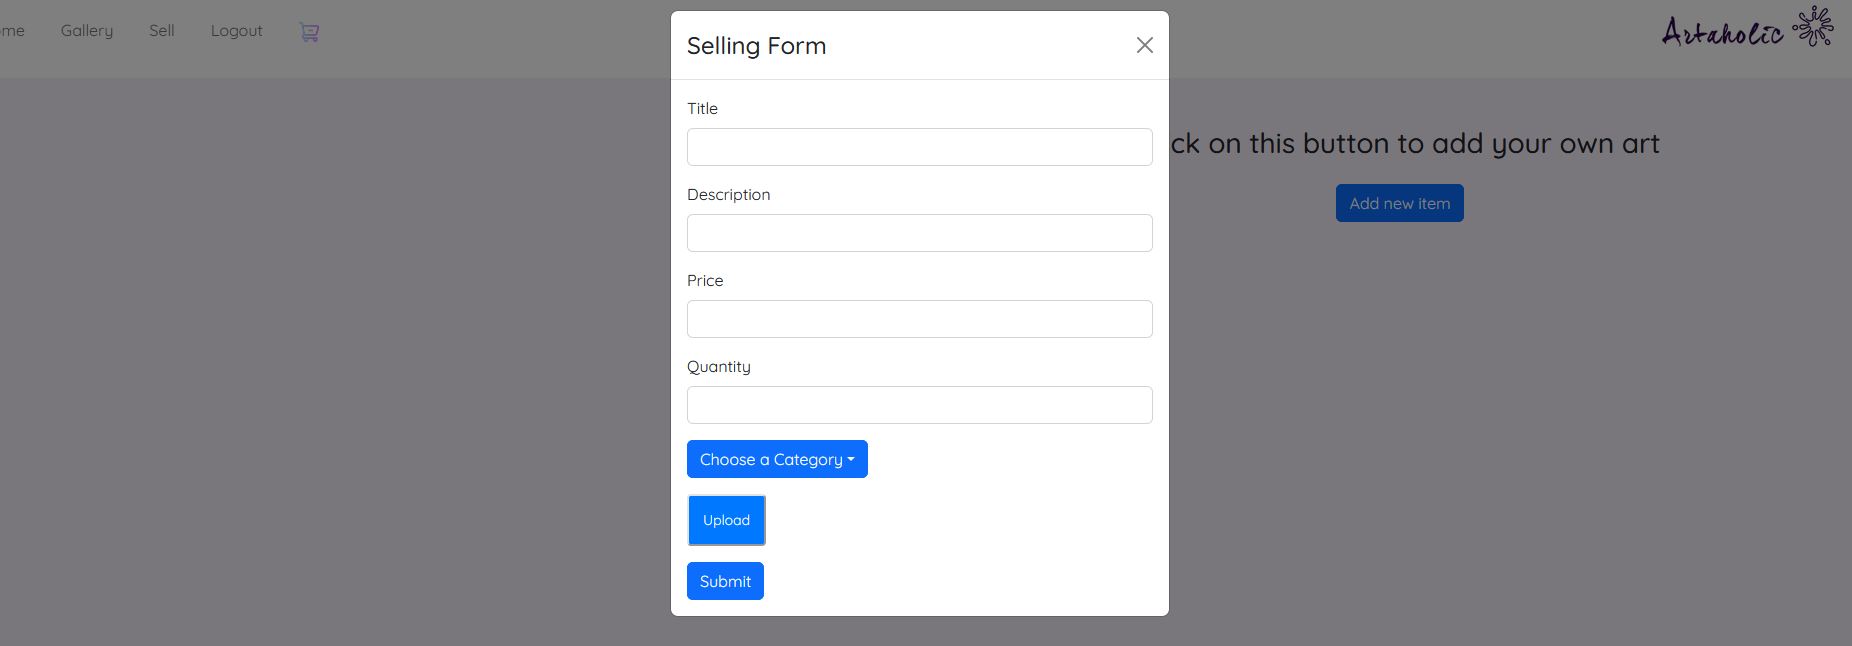 me Gallery Sell Logout
Artaholic
Selling Form
Title
Description
Price
Quantity
Choose a Category
Upload
Submit
ck on this button to add your own art
Add new item